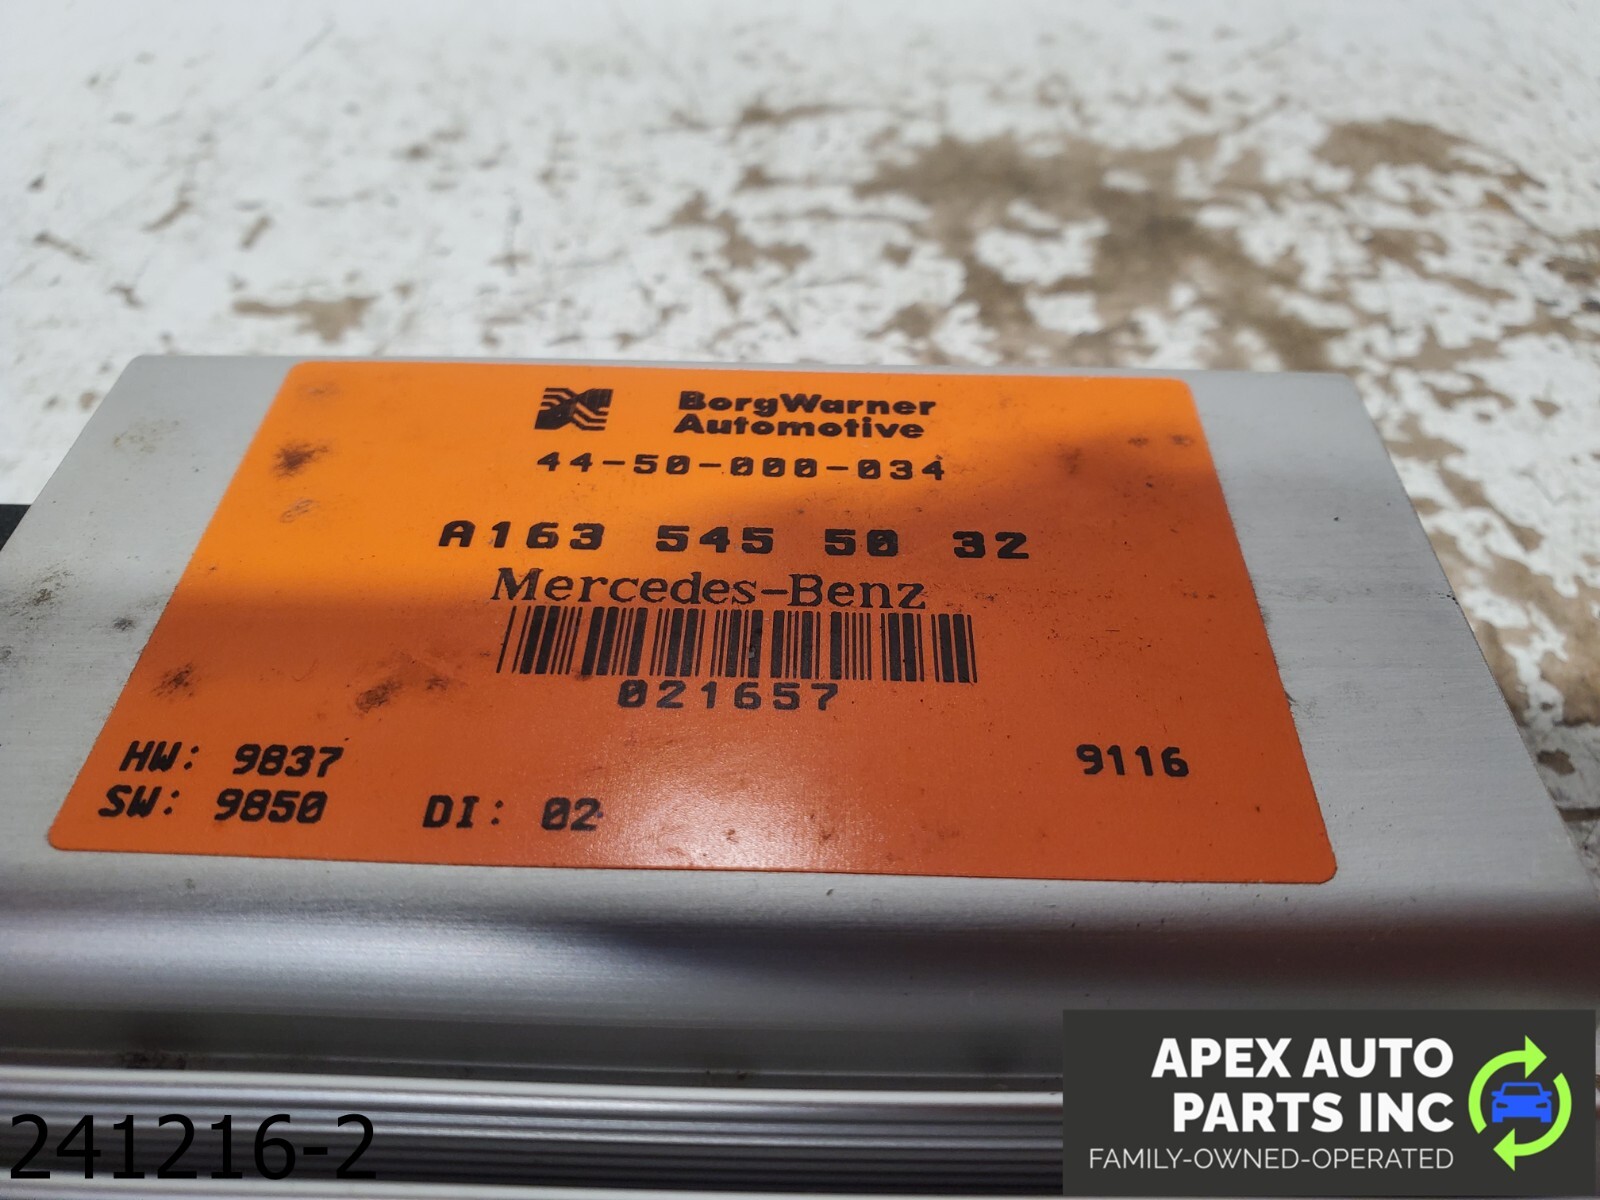 BorgWarner
Automotive
44-50-000-034
A163 545 50 32
Mercedes-Benz
021657
HW: 9837
9116
SW: 9850 DI: 02
APEX AUTO
PARTS INC
FAMILY-OWNED-OPERATED
241216-2